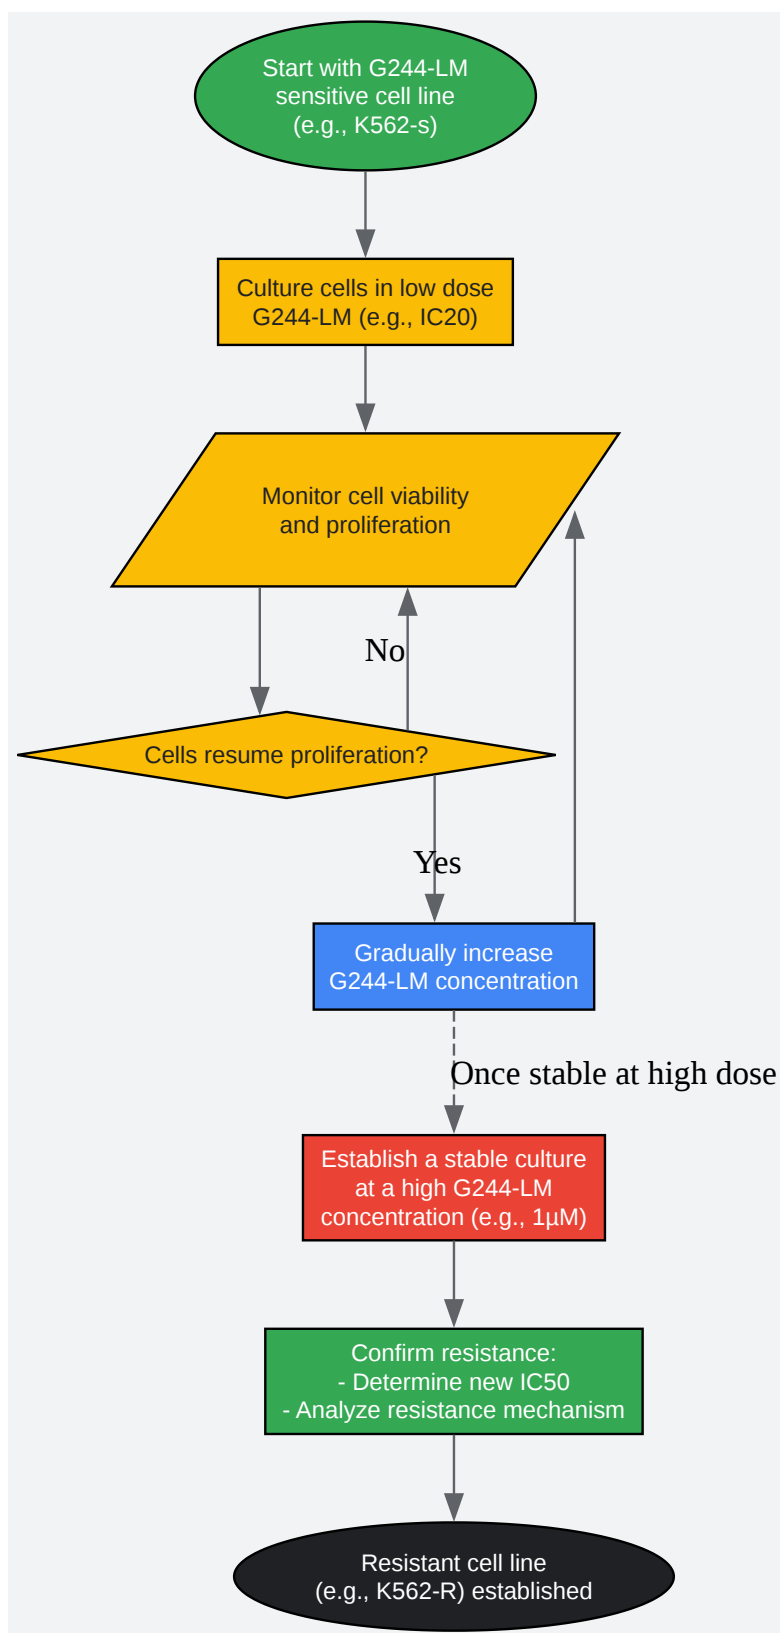 Start with G244-LM
sensitive cell line
(e.g., K562-s)
Culture cells in low dose
G244-LM (e.g., IC20)
Monitor cell viability
and proliferation
No
Cells resume proliferation?
Yes
Gradually increase
G244-LM concentration
Once stable at high dose
Establish a stable culture
at a high G244-LM
concentration (e.g., 1µM)
Confirm resistance:
- Determine new IC50
- Analyze resistance mechanism
Resistant cell line
(e.g., K562-R) established